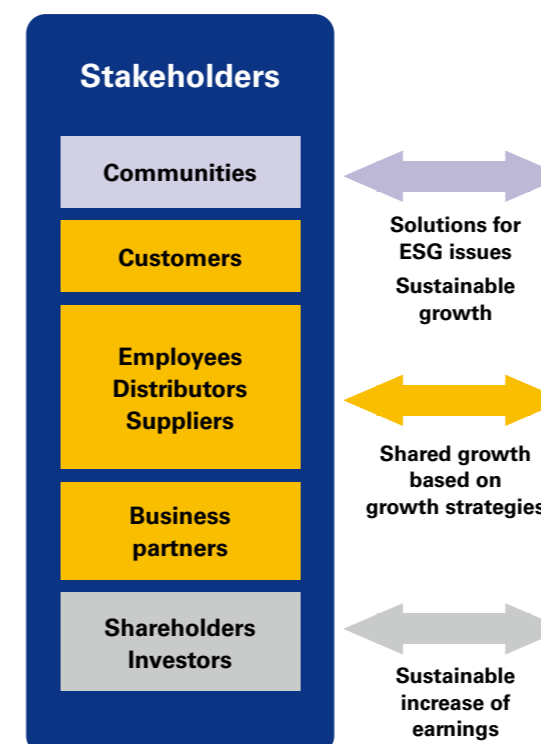 Stakeholders
Communities
Customers
Employees
Distributors
Suppliers
Business
partners
Shareholders
Investors
Solutions for
ESG issues
Sustainable
growth
Shared growth
based on
growth strategies
Sustainable
increase of
earnings